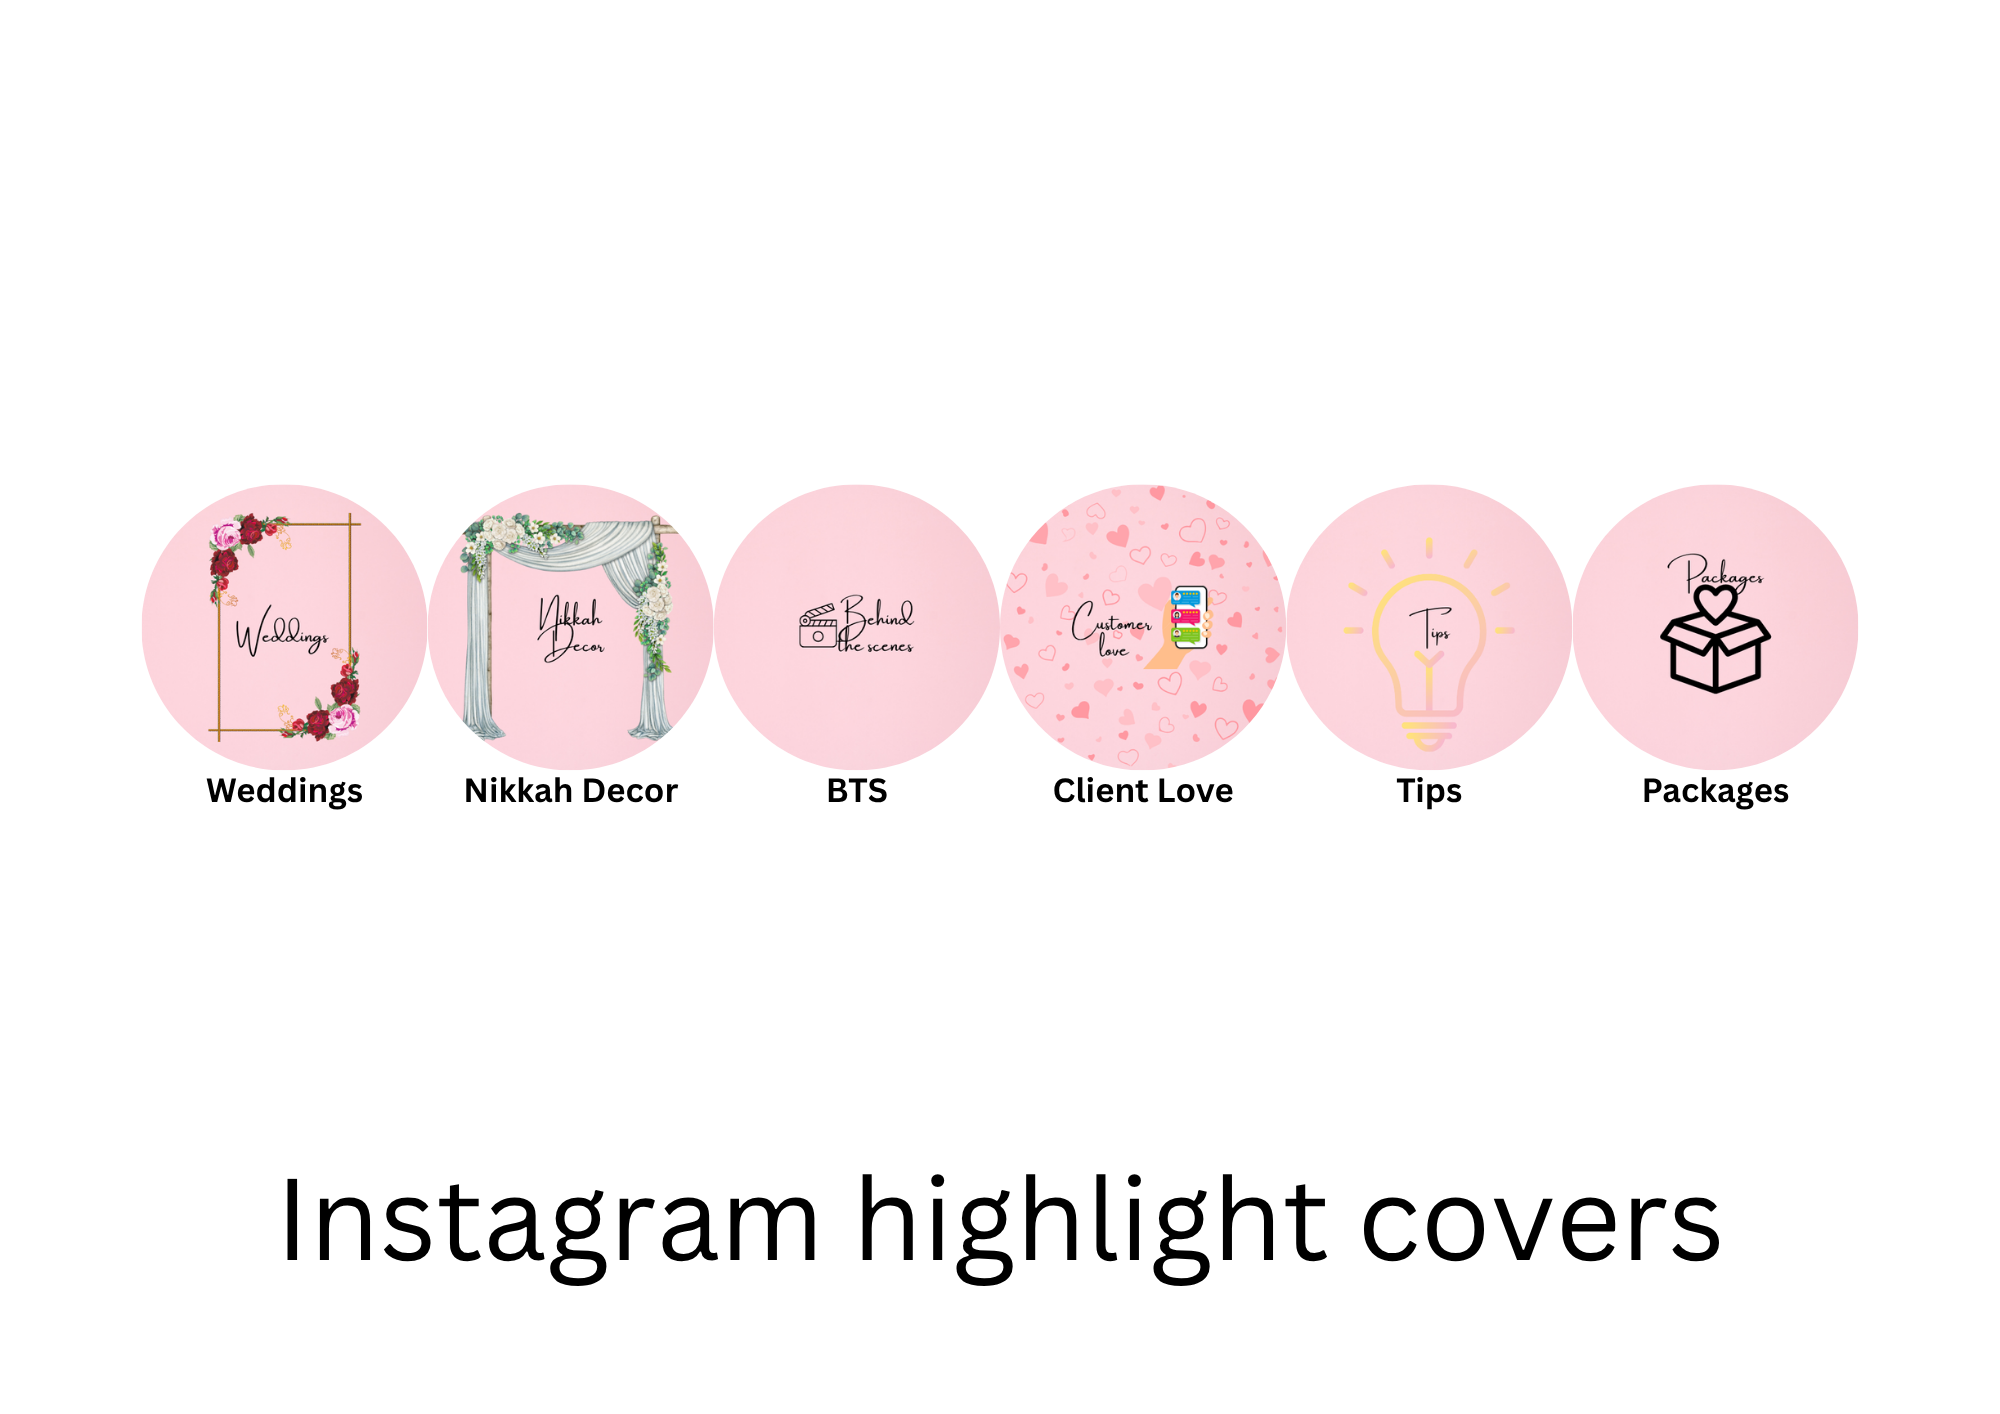 Weddings
Nikkah
Decor
Behind
the scenes
Customer
love
Tips
Packages
Weddings
Nikkah Decor
BTS
Client Love
Tips
Packages
Instagram highlight covers